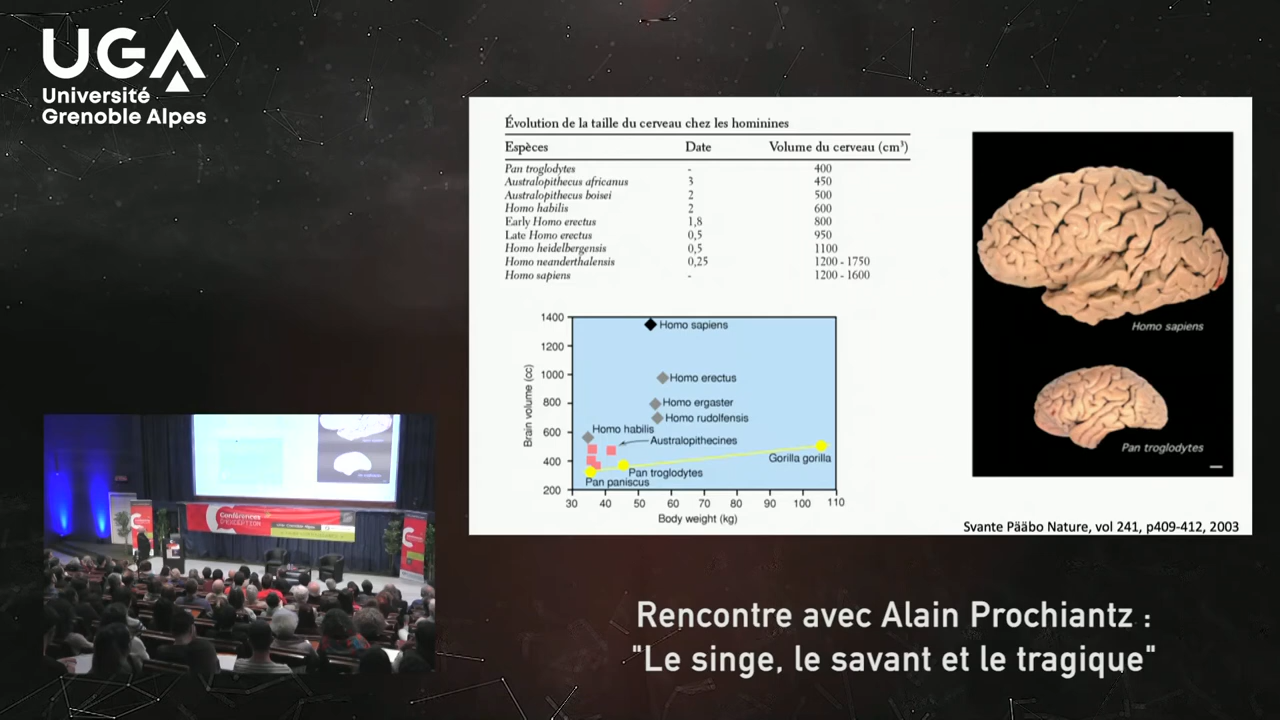 UGA
Université
Grenoble Alpes
Évolution de la taille du cerveau chez les hominines
Espèces Date Volume du cerveau (cm³)
Pan troglodytes - 400
Australopithecus africanus 3 450
Australopithecus boisei 2 500
Homo habilis 2 600
Early Homo erectus 1,8 800
Late Homo erectus 0,5 950
Homo heidelbergensis 0,5 1100
Homo neanderthalensis 0,25 1200 - 1750
Homo sapiens - 1200 - 1600
Brain volume (cc)
1400
1200
1000
800
600
400
200
Homo sapiens
Homo erectus
Homo ergaster
Homo rudolfensis
Homo habilis
Australopithecines
Gorilla gorilla
Pan troglodytes
Pan paniscus
30 40 50 60 70 80 90 100 110
Body weight (kg)
Homo sapiens
Pan troglodytes
Svante Pääbo Nature, vol 241, p409-412, 2003
Conférences
D'EXCEPTION
Rencontre avec Alain Prochiantz :
"Le singe, le savant et le tragique"